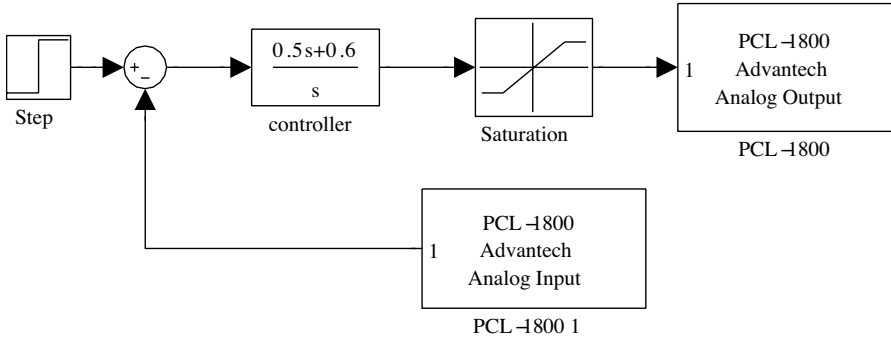 Step
+
−
0.5s+0.6
s
controller
Saturation
1
PCL−1800
Advantech
Analog Output
PCL−1800
1
PCL−1800
Advantech
Analog Input
PCL−1800 1